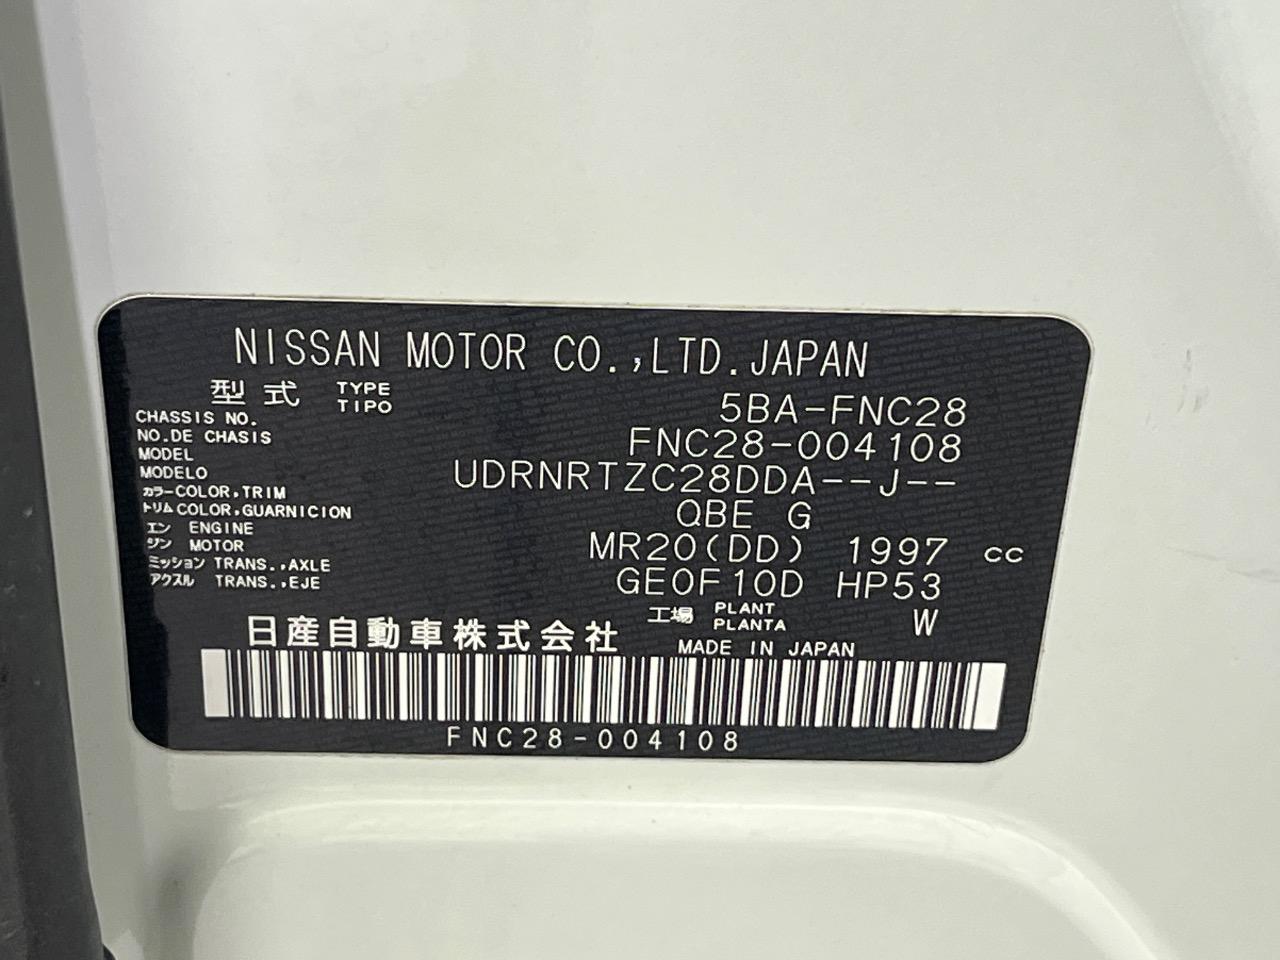 NISSAN MOTOR CO.,LTD.JAPAN
型式 TYPE TIPO 5BA-FNC28
CHASSIS NO.
NO.DE CHASIS FNC28-004108
MODEL
MODELO UDRNRTZC28DDA--J--
カラー COLOR,TRIM
トリム COLOR,GUARNICION QBE G
エン ENGINE
ジン MOTOR MR20(DD) 1997 cc
ミッション TRANS.,AXLE
アクスル TRANS.,EJE GE0F10D HP53
工場 PLANT PLANTA W
日産自動車株式会社 MADE IN JAPAN
FNC28-004108